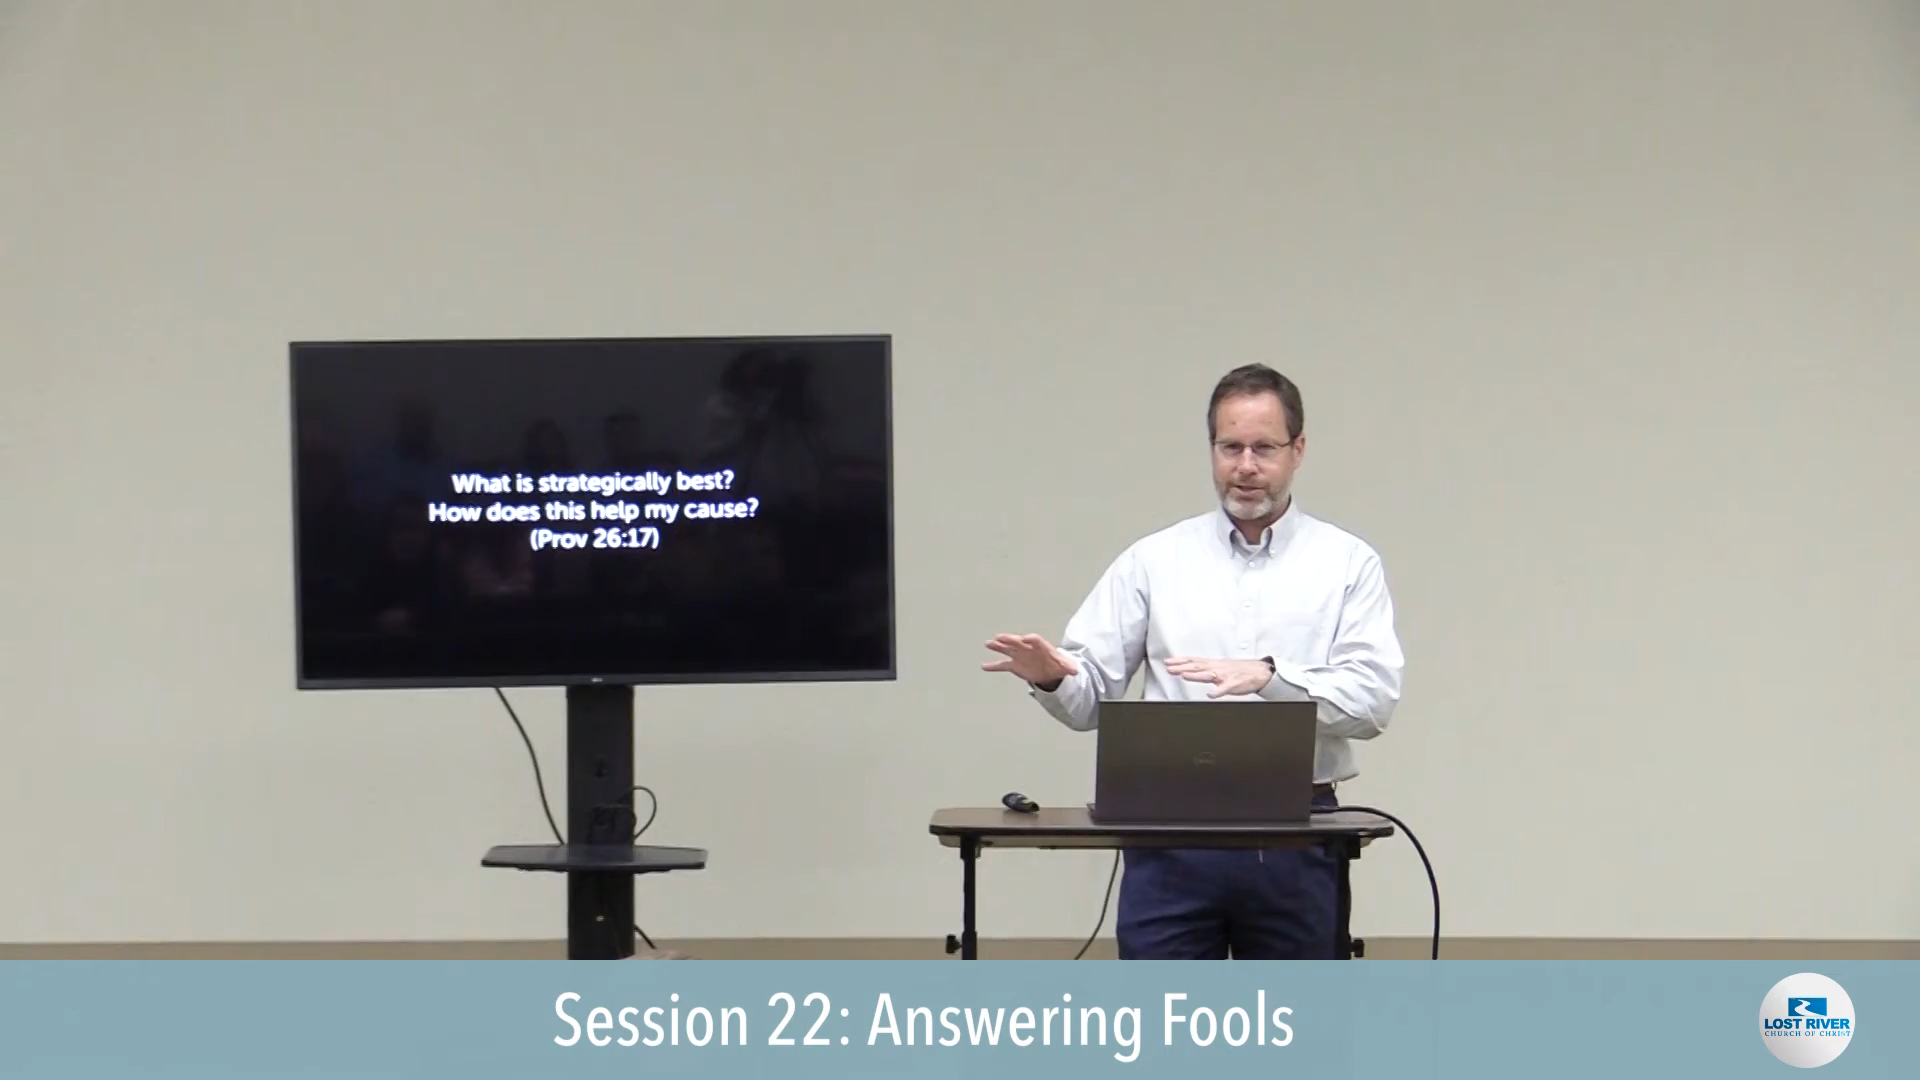 What is strategically best?
How does this help my cause?
(Prov 26:17)
Session 22: Answering Fools
LOST RIVER
CHURCH OF CHRIST